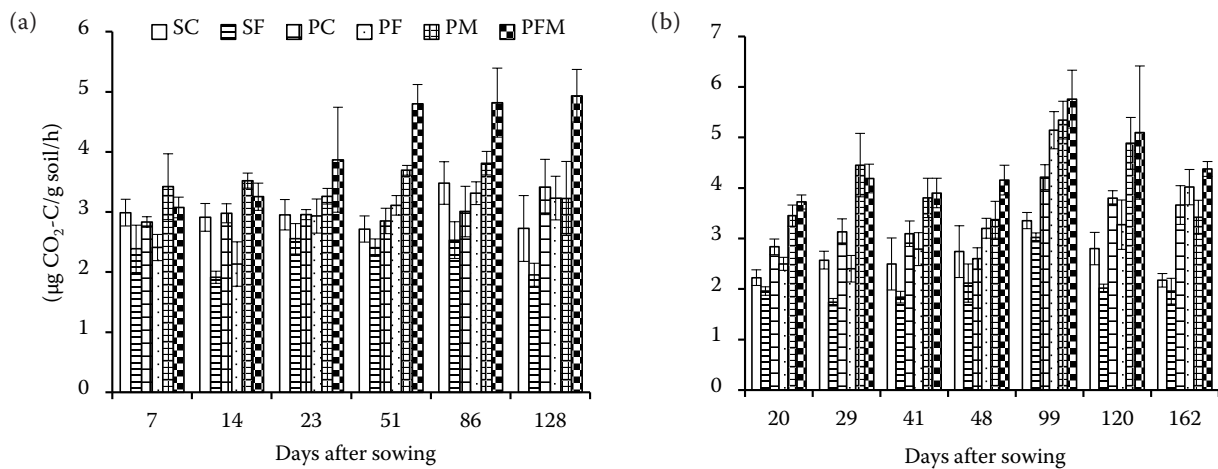 (a)
SC SF PC PF PM PFM
6
5
4
3
2
1
0
(µg CO₂-C/g soil/h)
7 14 23 51 86 128
Days after sowing
(b)
7
6
5
4
3
2
1
0
20 29 41 48 99 120 162
Days after sowing